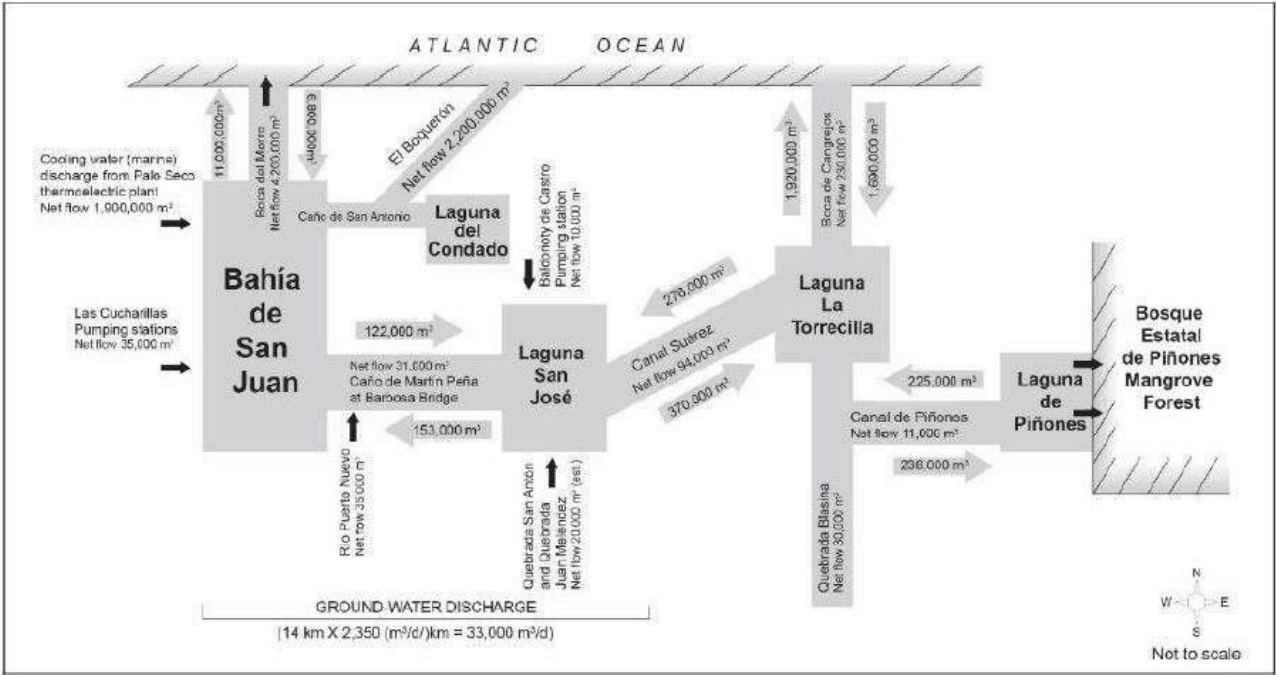 ATLANTIC OCEAN
11,000,000m³
Boca del Morro
Net flow 4,200,000 m³
6,800,000m³
El Boquerón
Net flow 2,200,000 m³
1,920,000 m³
Boca de Cangrejos
Net flow 230,000 m³
1,690,000 m³
Cooling water (marine)
discharge from Palo Seco
thermoelectric plant
Net flow 1,900,000 m³
Caño de San Antonio
Laguna
del
Condado
Baldorioty de Castro
Pumping station
Net flow 10,000 m³
Bahía
de
San
Juan
Las Cucharillas
Pumping stations
Net flow 35,000 m³
122,000 m³
Net flow 31,000 m³
Caño de Martín Peña
at Barbosa Bridge
153,000 m³
Laguna
San
José
276,000 m³
Canal Suárez
Net flow 94,000 m³
370,000 m³
Laguna
La
Torrecilla
225,000 m³
Canal de Piñones
Net flow 11,000 m³
236,000 m³
Laguna
de
Piñones
Bosque
Estatal
de Piñones
Mangrove
Forest
Río Puerto Nuevo
Net flow 35,000 m³
Quebrada San Antón
and Quebrada
Juan Meléndez
Net flow 20,000 m³ (est.)
Quebrada Blasina
Net flow 30,000 m³
GROUND-WATER DISCHARGE
(14 km X 2,350 (m³/d/)km = 33,000 m³/d)
N
W E
S
Not to scale